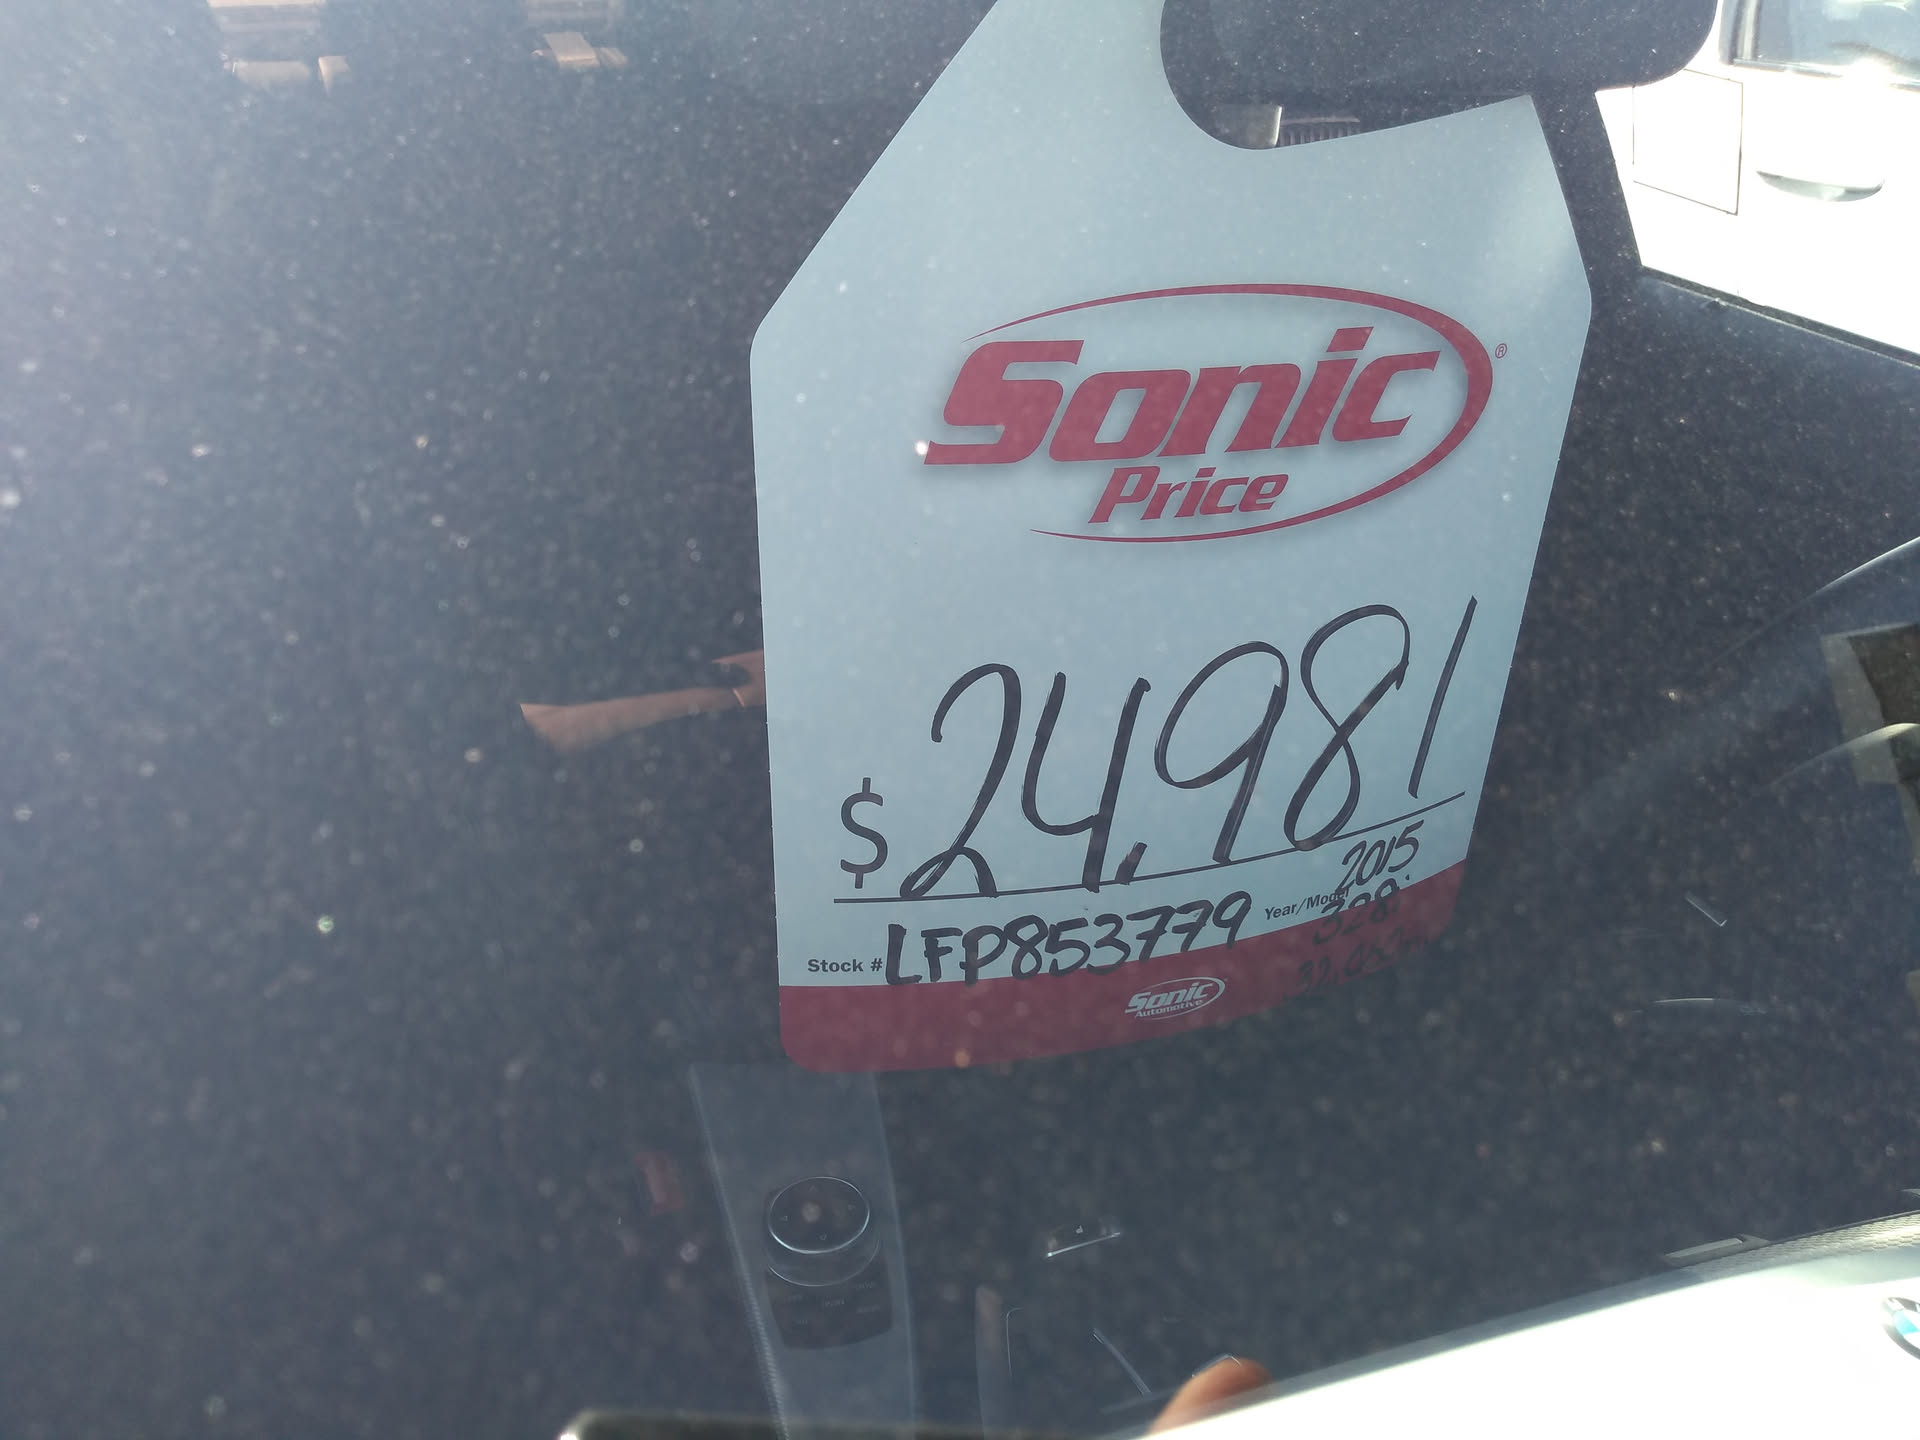 Sonic®
Price
$24,981
2015
Year/Model
328i
Stock # LFP853779
Sonic
Automotive